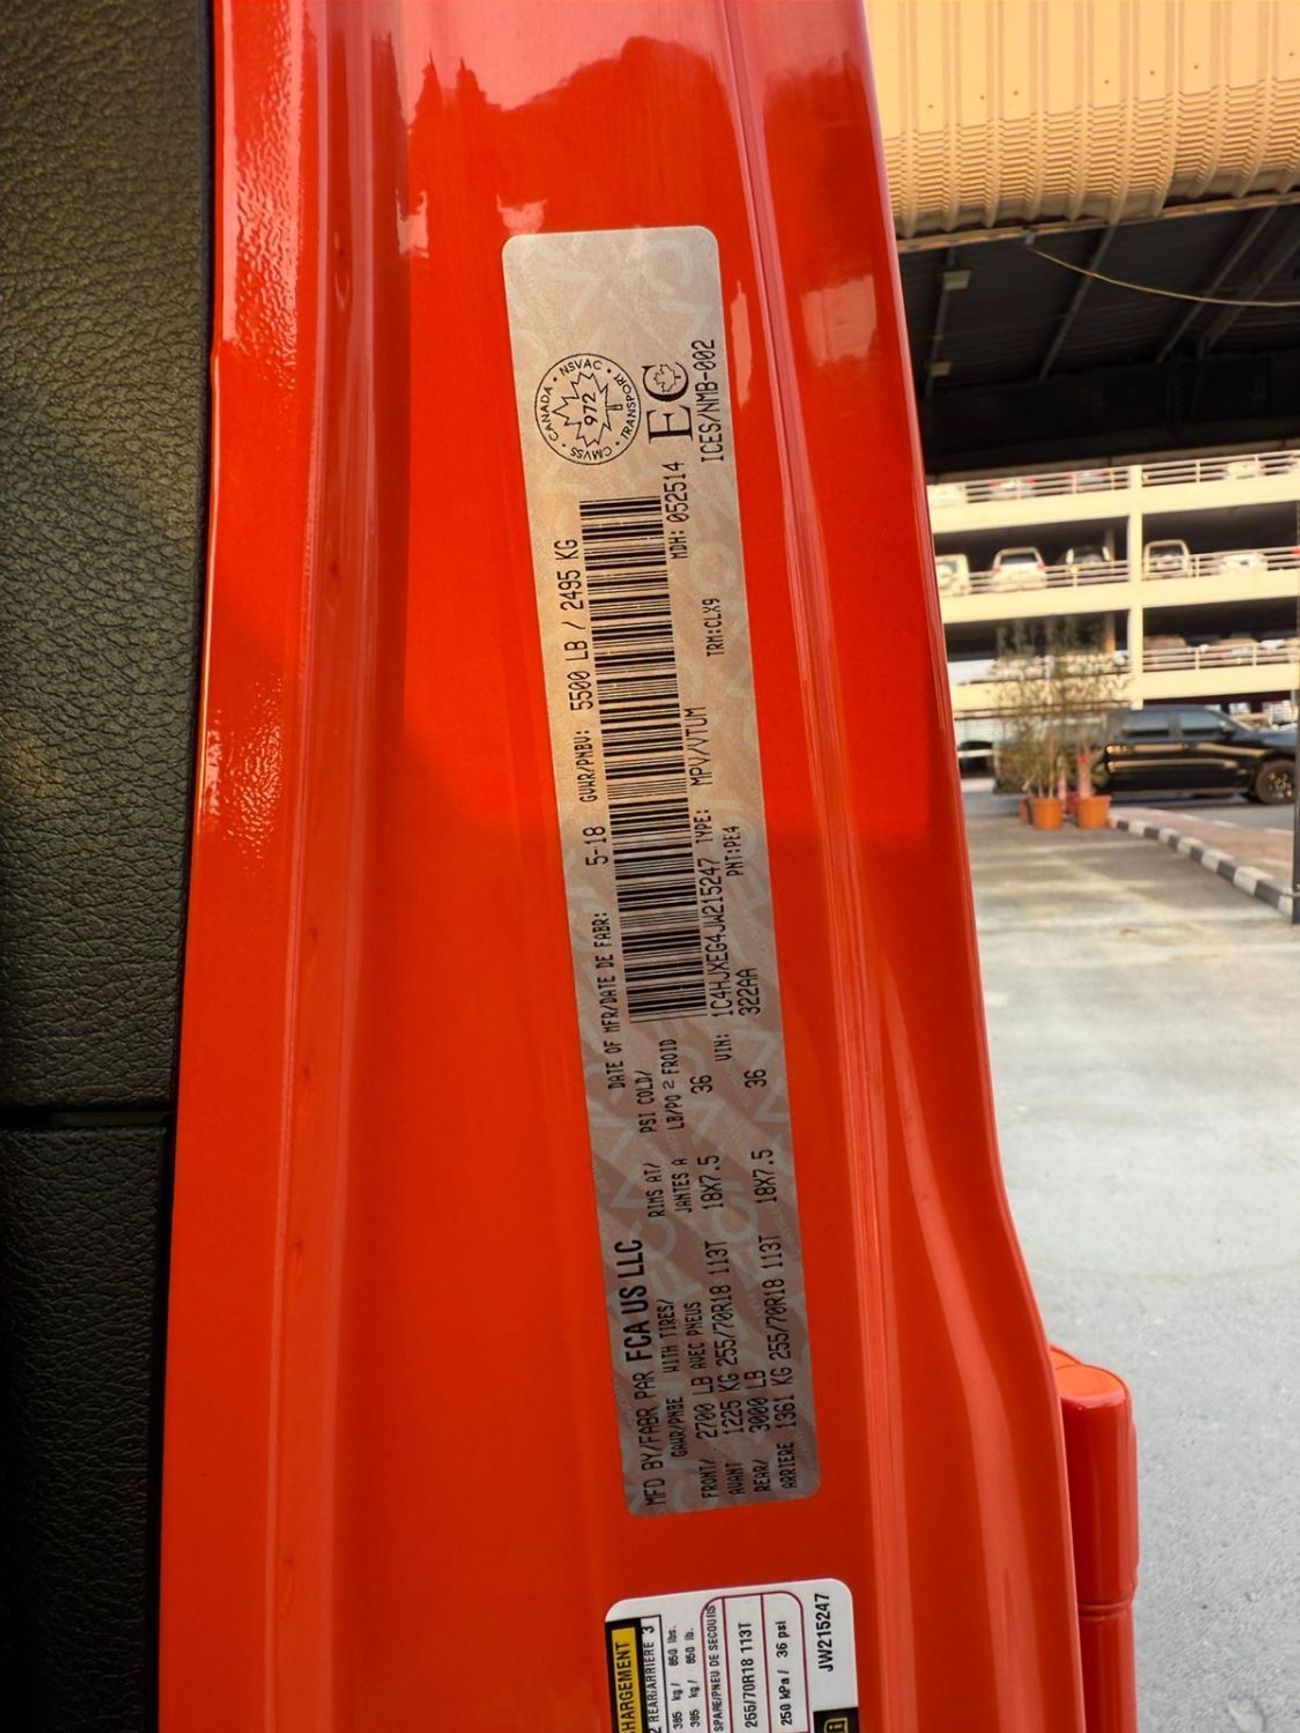 MFD BY/FABR PAR FCA US LLC
DATE OF MFR/DATE DE FABR: 5-18
GVWR/PNBV: 5500 LB / 2495 KG
GAWR/PNBE WITH TIRES/ RIMS AT/ PSI COLD/
AVEC PNEUS JANTES A LB/PO 2 FROID
FRONT/ 2700 LB
AVANT 1225 KG 255/70R18 113T 18X7.5 36
REAR/ 3000 LB
ARRIERE 1361 KG 255/70R18 113T 18X7.5 36
MDH: 052514
VIN: 1C4HJXEG4JW215247 TYPE: MPV/VTUM
322AA PNT:PE4 TRM:CLX9
CMVSS • CANADA • NSVAC • TRANSPORT •
972
EC
ICES/NMB-002
HARGEMENT
2 REAR/ARRIERE 3
385 kg / 850 lbs.
385 kg / 850 lb.
SPARE/PNEU DE SECOURS
255/70R18 113T
250 kPa / 36 psi
JW215247